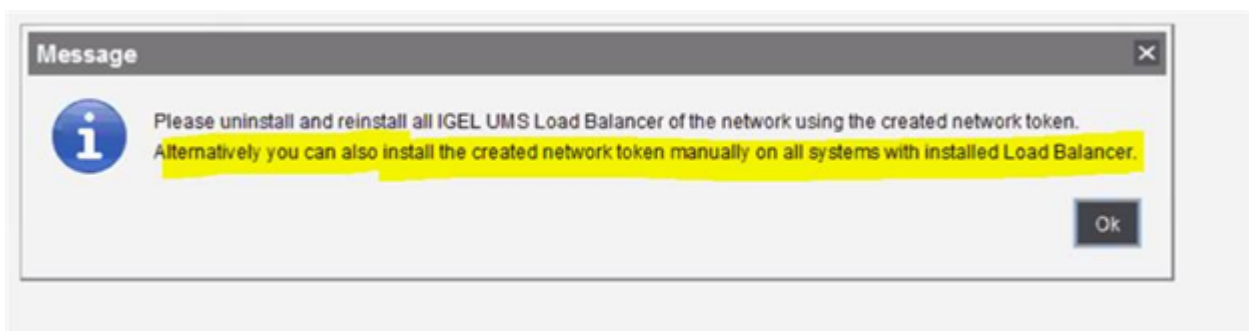 Message
Please uninstall and reinstall all IGEL UMS Load Balancer of the network using the created network token.
Alternatively you can also install the created network token manually on all systems with installed Load Balancer.
Ok